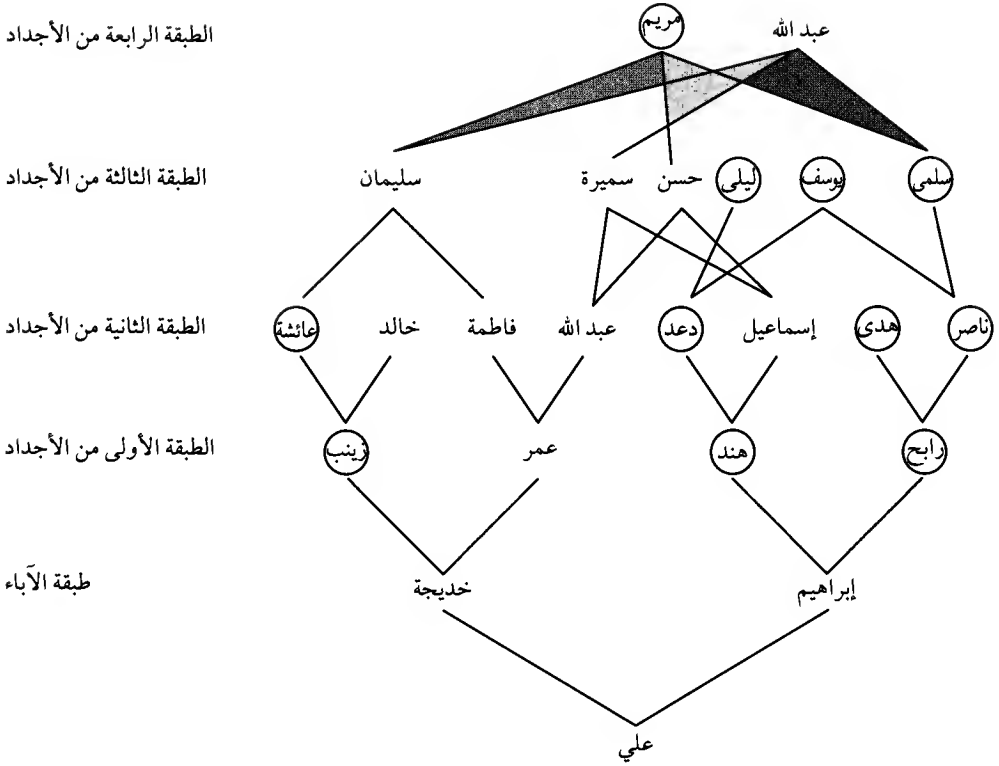 الطبقة الرابعة من الأجداد
عبد الله مريم
الطبقة الثالثة من الأجداد
سلمى يوسف ليلى حسن سميرة سليمان
الطبقة الثانية من الأجداد
ناصر هدى إسماعيل دعد عبد الله فاطمة خالد عائشة
الطبقة الأولى من الأجداد
رابح هند عمر زينب
طبقة الآباء
إبراهيم خديجة
علي